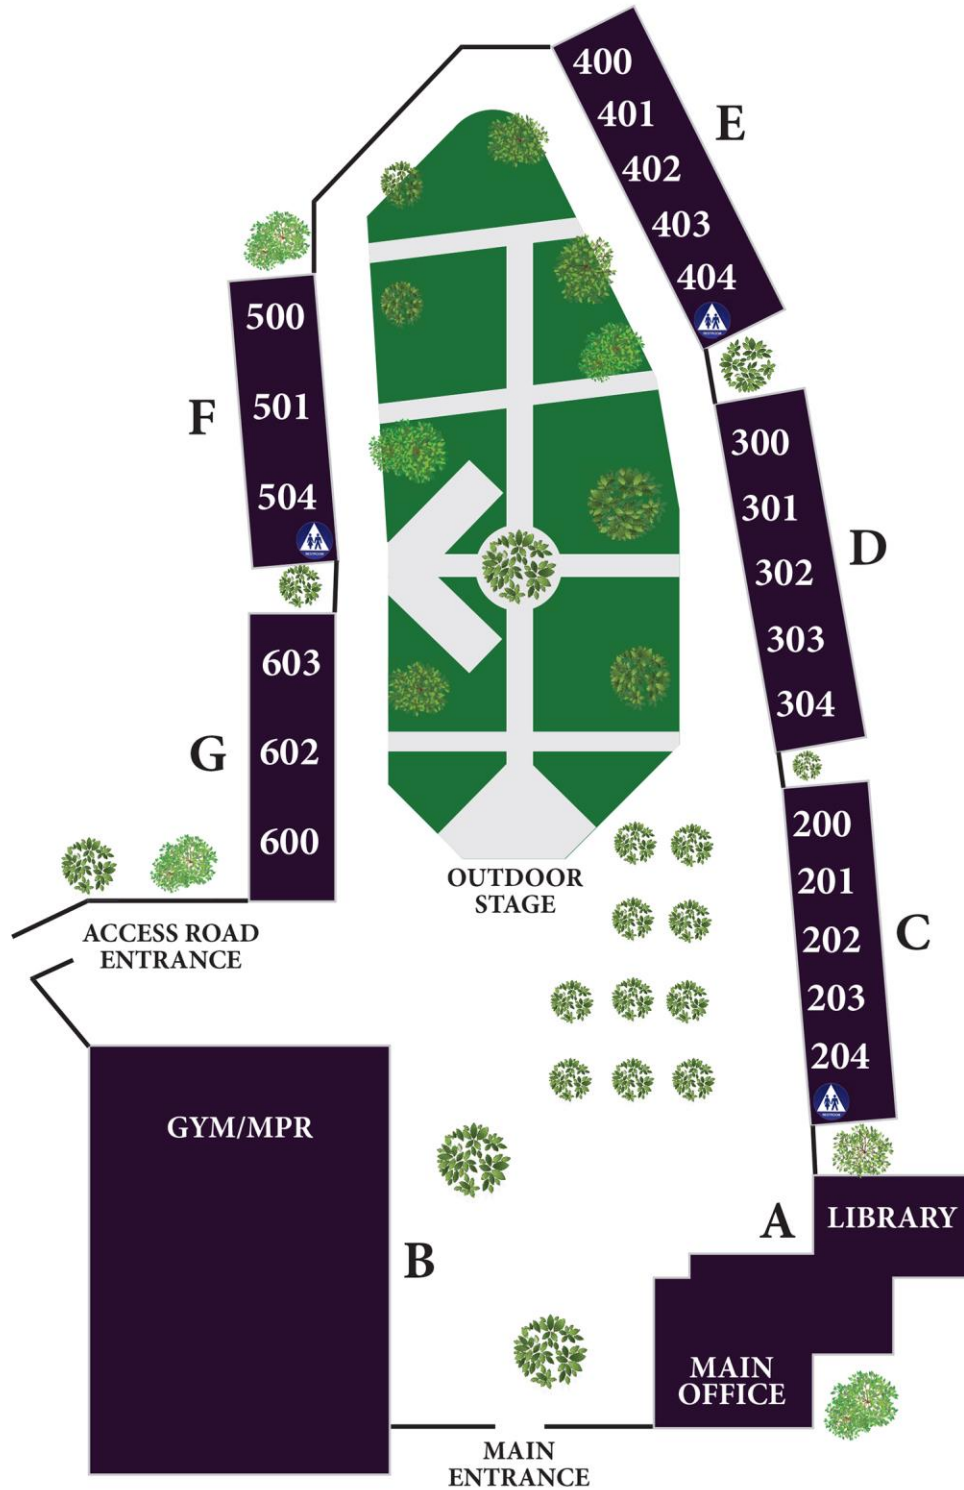 400
401
E
402
403
404
500
300
F
501
301
504
302
D
303
603
304
G
602
200
600
201
OUTDOOR
STAGE
C
202
ACCESS ROAD
ENTRANCE
203
204
GYM/MPR
A
LIBRARY
B
MAIN
OFFICE
MAIN
ENTRANCE